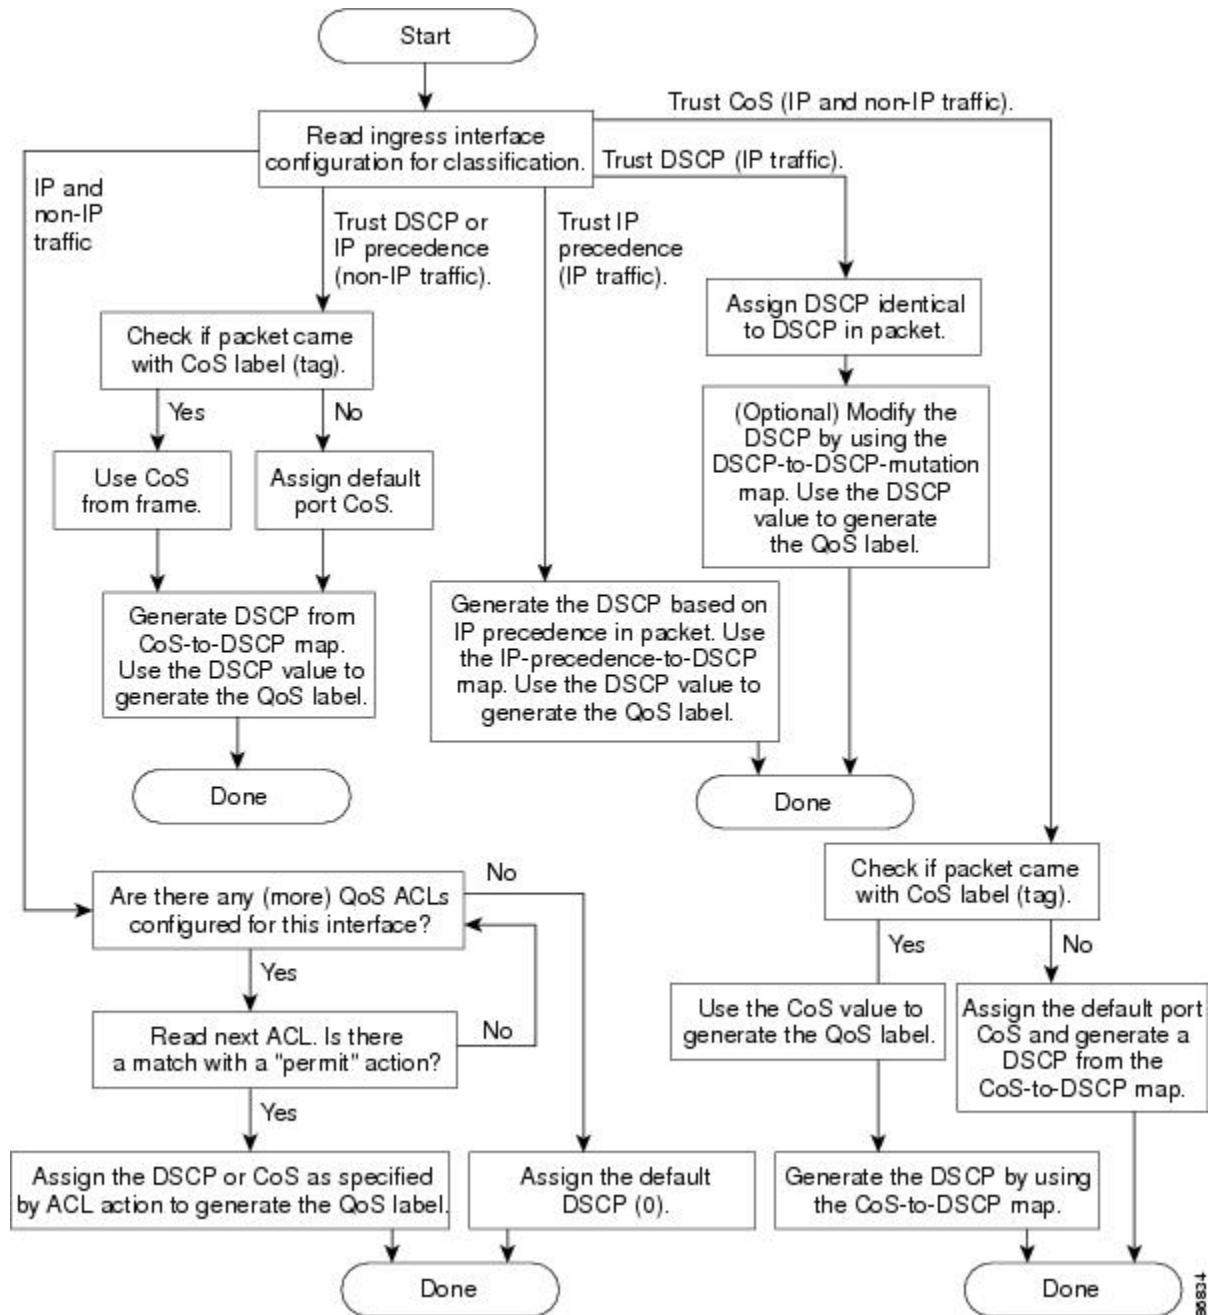 Start
Trust CoS (IP and non-IP traffic).
Read ingress interface
configuration for classification.
Trust DSCP (IP traffic).
IP and
non-IP
traffic
Trust DSCP or
IP precedence
(non-IP traffic).
Trust IP
precedence
(IP traffic).
Assign DSCP identical
to DSCP in packet.
Check if packet came
with CoS label (tag).
Yes
No
(Optional) Modify the
DSCP by using the
DSCP-to-DSCP-mutation
map. Use the DSCP
value to generate
the QoS label.
Use CoS
from frame.
Assign default
port CoS.
Generate DSCP from
CoS-to-DSCP map.
Use the DSCP value to
generate the QoS label.
Generate the DSCP based on
IP precedence in packet. Use
the IP-precedence-to-DSCP
map. Use the DSCP value to
generate the QoS label.
Done
Done
Check if packet came
with CoS label (tag).
Are there any (more) QoS ACLs
configured for this interface?
No
Yes
No
Yes
Read next ACL. Is there
a match with a "permit" action?
No
Use the CoS value to
generate the QoS label.
Assign the default port
CoS and generate a
DSCP from the
CoS-to-DSCP map.
Yes
Assign the DSCP or CoS as specified
by ACL action to generate the QoS label.
Assign the default
DSCP (0).
Generate the DSCP by using
the CoS-to-DSCP map.
Done
Done
86834